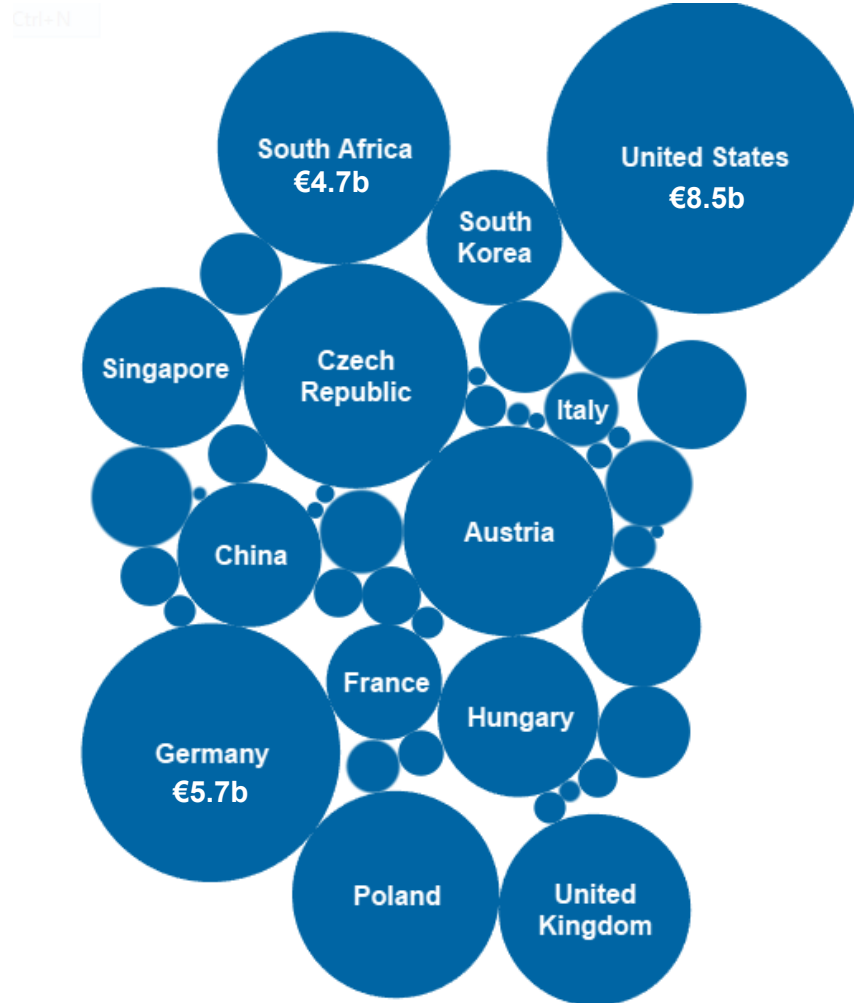 Ctrl+N
South Africa
€4.7b
United States
€8.5b
South
Korea
Singapore
Czech
Republic
Italy
Austria
China
France
Hungary
Germany
€5.7b
Poland
United
Kingdom